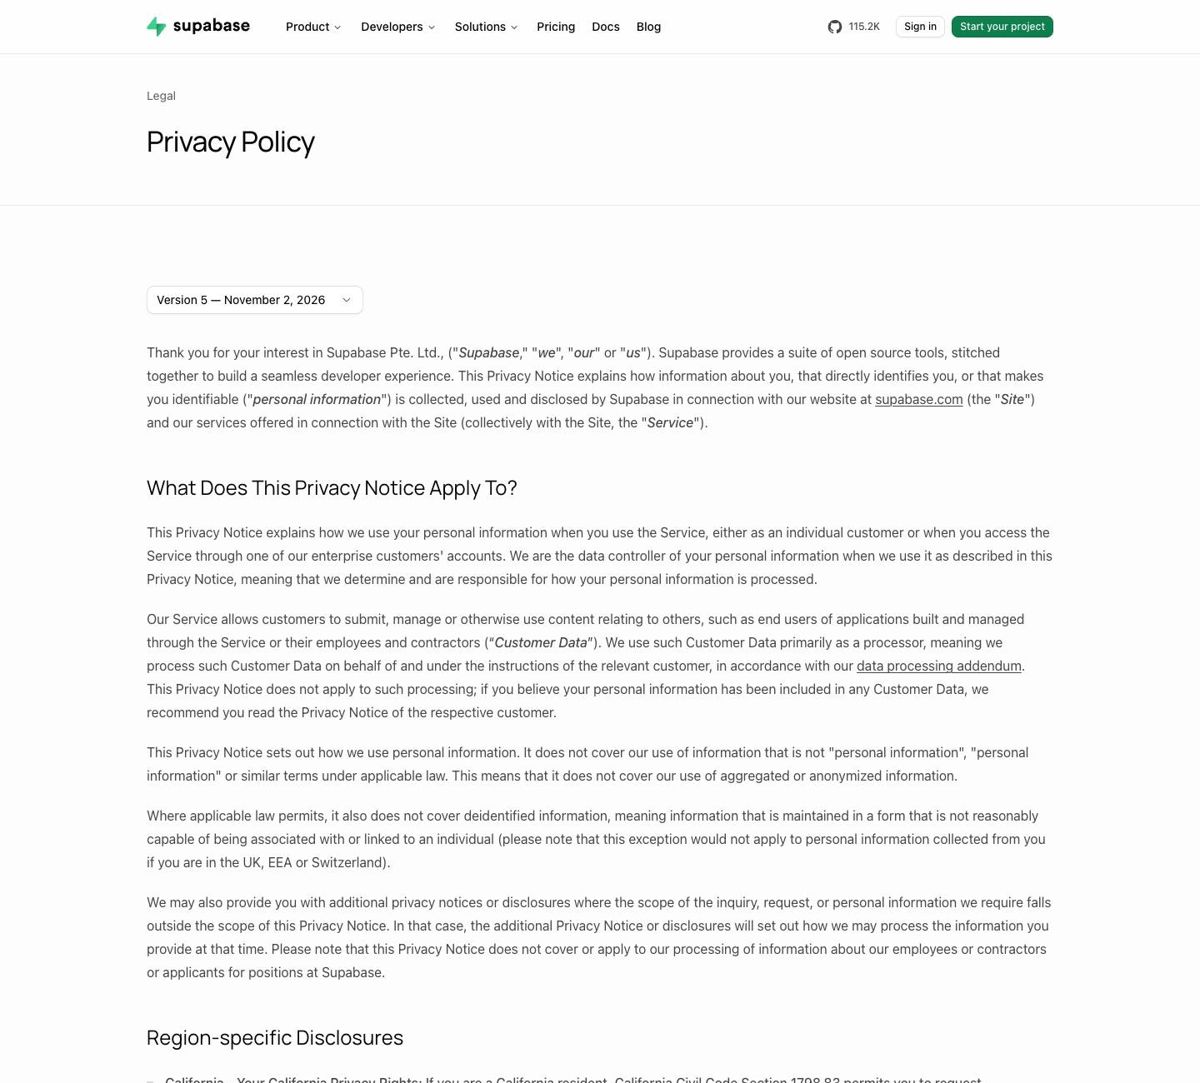 supabase
Product
Developers
Solutions
Pricing
Docs
Blog
115.2K
Sign in
Start your project
Legal
Privacy Policy
Version 5 — November 2, 2026
Thank you for your interest in Supabase Pte. Ltd., ("Supabase," "we", "our" or "us"). Supabase provides a suite of open source tools, stitched
together to build a seamless developer experience. This Privacy Notice explains how information about you, that directly identifies you, or that makes
you identifiable ("personal information") is collected, used and disclosed by Supabase in connection with our website at supabase.com (the "Site")
and our services offered in connection with the Site (collectively with the Site, the "Service").
What Does This Privacy Notice Apply To?
This Privacy Notice explains how we use your personal information when you use the Service, either as an individual customer or when you access the
Service through one of our enterprise customers' accounts. We are the data controller of your personal information when we use it as described in this
Privacy Notice, meaning that we determine and are responsible for how your personal information is processed.
Our Service allows customers to submit, manage or otherwise use content relating to others, such as end users of applications built and managed
through the Service or their employees and contractors (“Customer Data”). We use such Customer Data primarily as a processor, meaning we
process such Customer Data on behalf of and under the instructions of the relevant customer, in accordance with our data processing addendum.
This Privacy Notice does not apply to such processing; if you believe your personal information has been included in any Customer Data, we
recommend you read the Privacy Notice of the respective customer.
This Privacy Notice sets out how we use personal information. It does not cover our use of information that is not "personal information", "personal
information" or similar terms under applicable law. This means that it does not cover our use of aggregated or anonymized information.
Where applicable law permits, it also does not cover deidentified information, meaning information that is maintained in a form that is not reasonably
capable of being associated with or linked to an individual (please note that this exception would not apply to personal information collected from you
if you are in the UK, EEA or Switzerland).
We may also provide you with additional privacy notices or disclosures where the scope of the inquiry, request, or personal information we require falls
outside the scope of this Privacy Notice. In that case, the additional Privacy Notice or disclosures will set out how we may process the information you
provide at that time. Please note that this Privacy Notice does not cover or apply to our processing of information about our employees or contractors
or applicants for positions at Supabase.
Region-specific Disclosures
California - Your California Privacy Rights: If you are a California resident, California Civil Code Section 1798.83 permits you to request